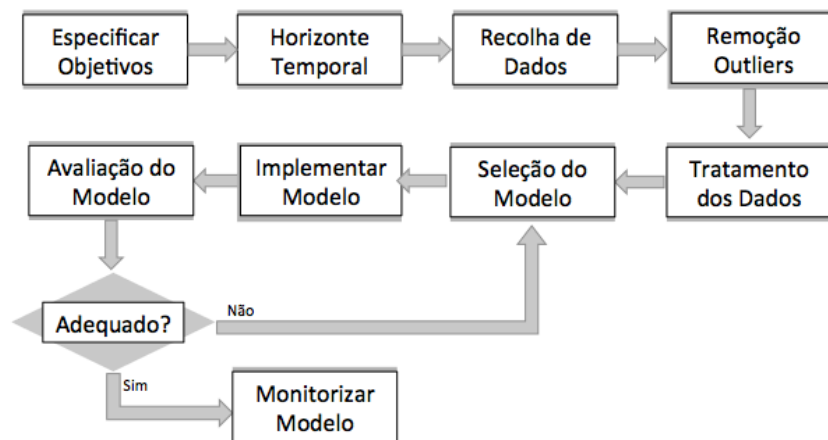 Especificar
Objetivos
Horizonte
Temporal
Recolha de
Dados
Remoção
Outliers
Tratamento
dos Dados
Seleção do
Modelo
Implementar
Modelo
Avaliação do
Modelo
Adequado?
Não
Sim
Monitorizar
Modelo